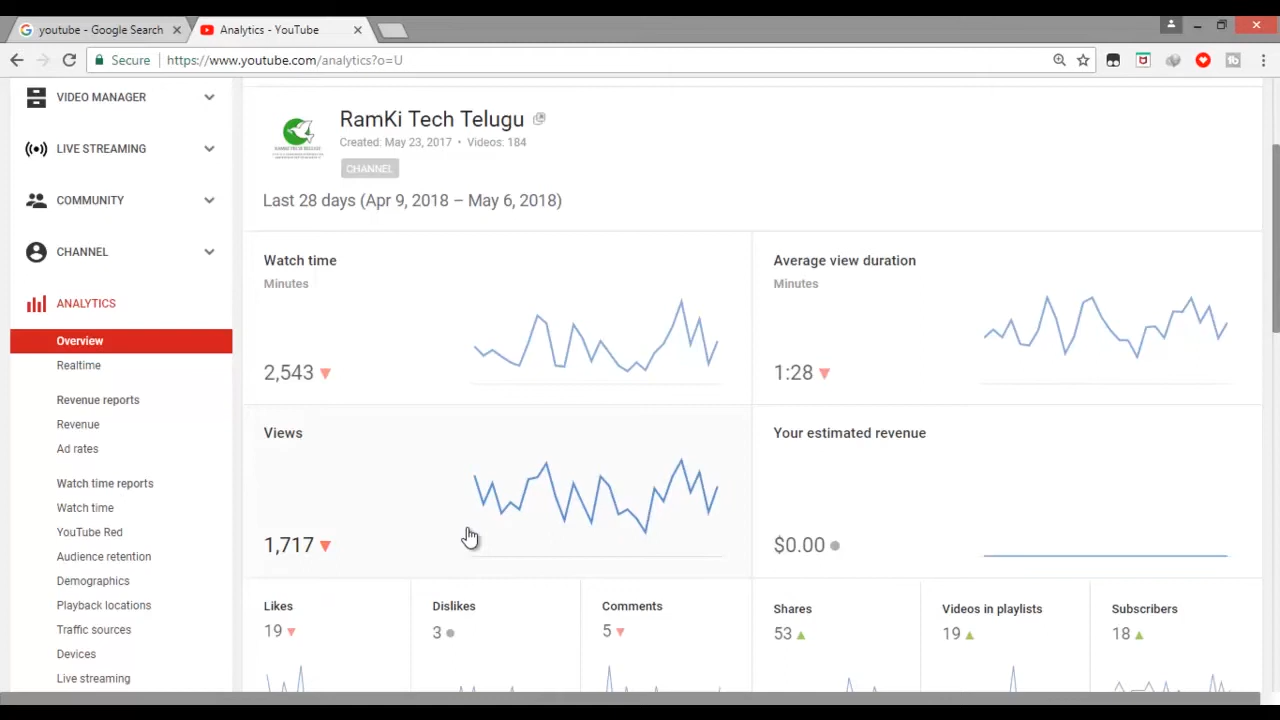 youtube - Google Search
Analytics - YouTube
Secure
https://www.youtube.com/analytics?o=U
VIDEO MANAGER
LIVE STREAMING
COMMUNITY
CHANNEL
ANALYTICS
Overview
Realtime
Revenue reports
Revenue
Ad rates
Watch time reports
Watch time
YouTube Red
Audience retention
Demographics
Playback locations
Traffic sources
Devices
Live streaming
RamKi Tech Telugu
Created: May 23, 2017 • Videos: 184
CHANNEL
Last 28 days (Apr 9, 2018 – May 6, 2018)
Watch time
Minutes
2,543
Average view duration
Minutes
1:28
Views
1,717
Your estimated revenue
$0.00
Likes
19
Dislikes
3
Comments
5
Shares
53
Videos in playlists
19
Subscribers
18